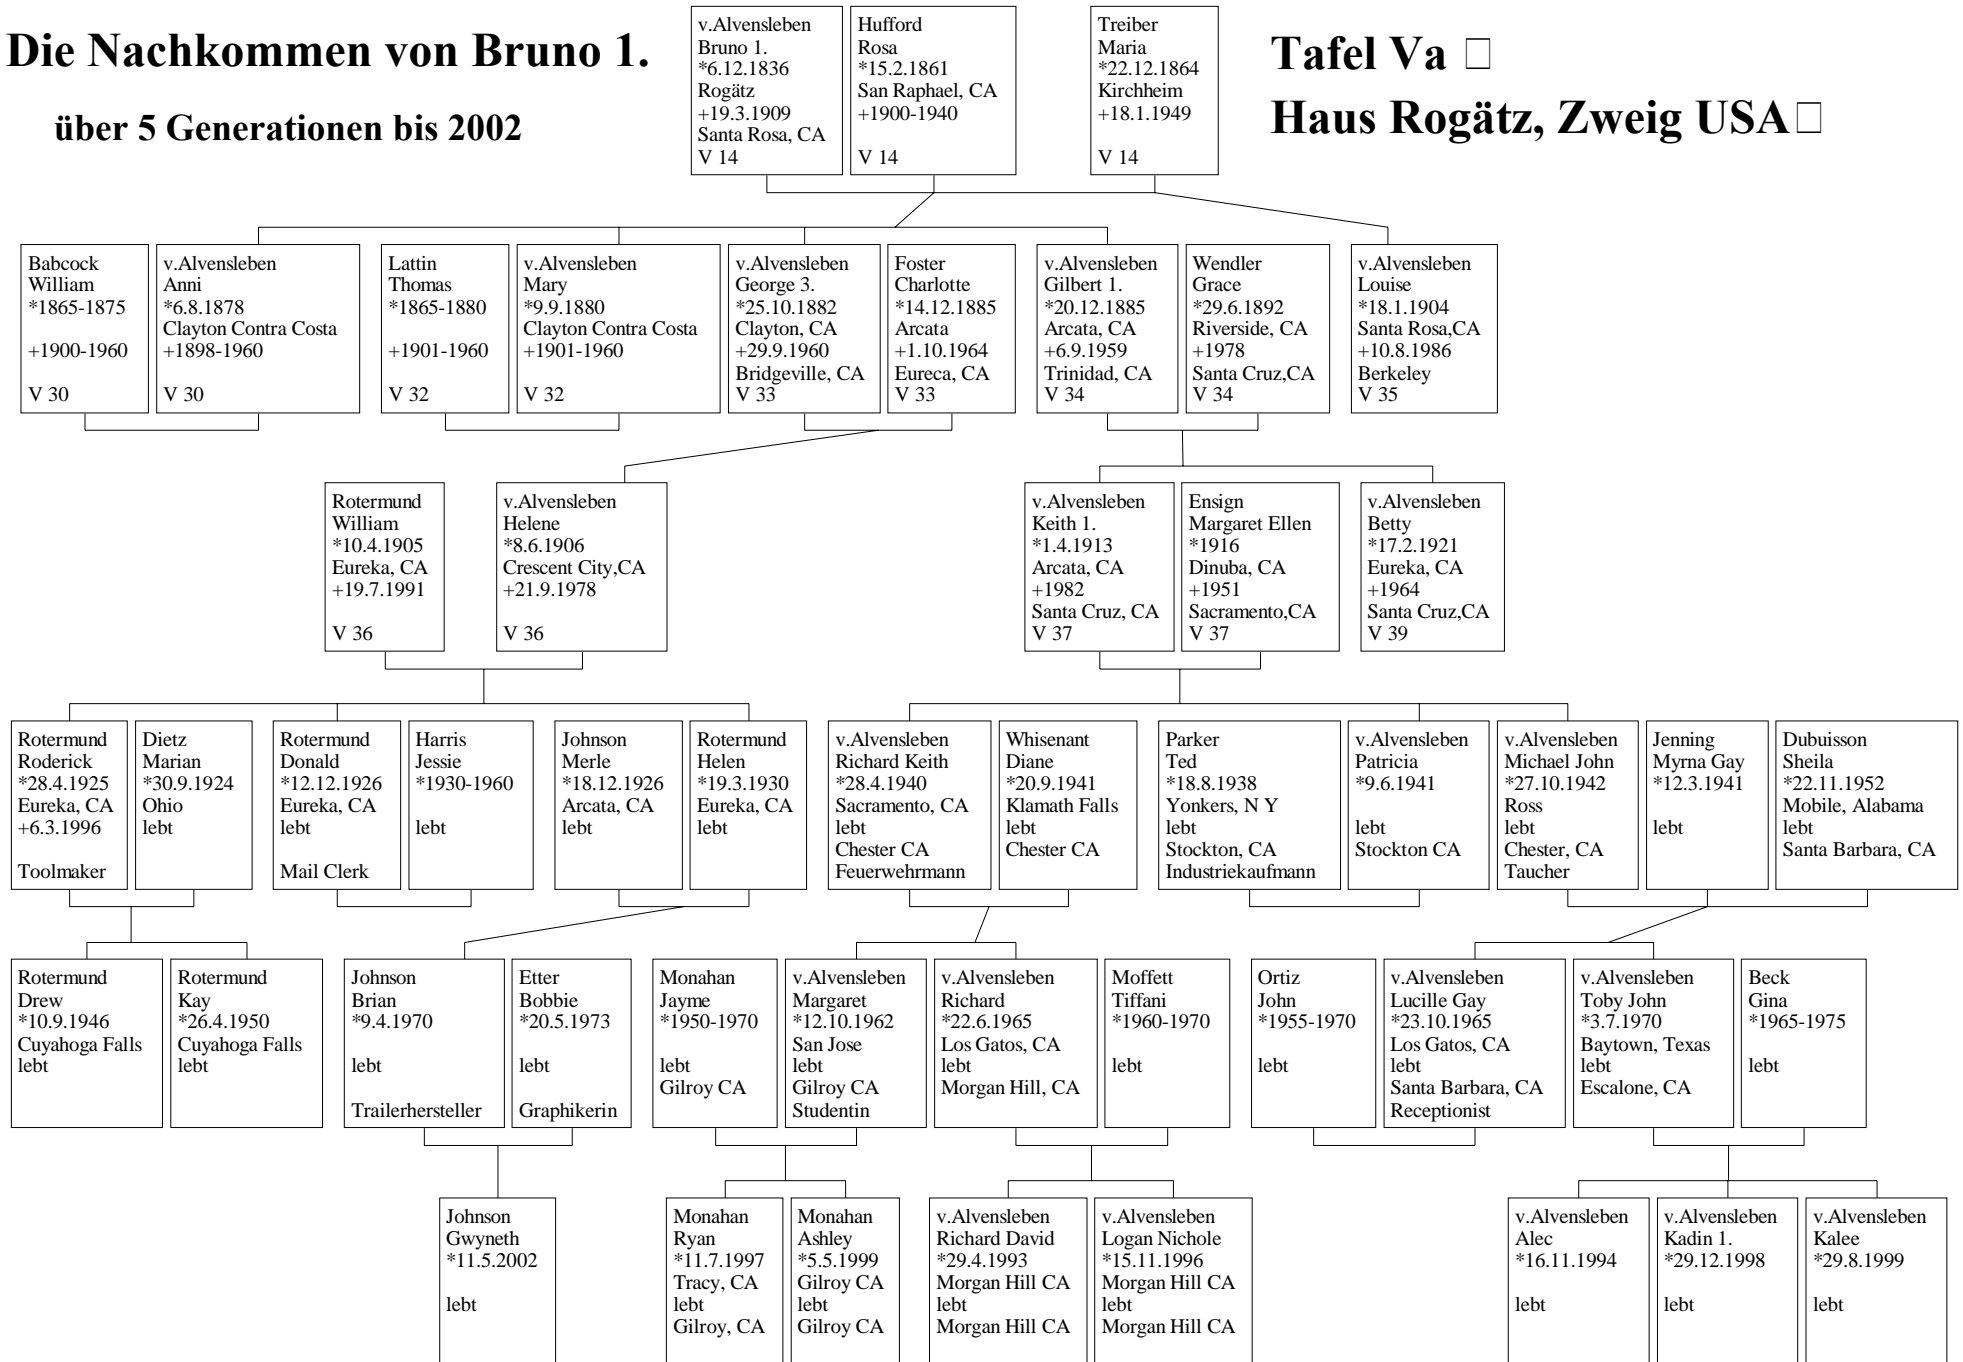 Die Nachkommen von Bruno 1.
über 5 Generationen bis 2002
Tafel Va
Haus Rogätz, Zweig USA
v.Alvensleben
Bruno 1.
*6.12.1836
Rogätz
+19.3.1909
Santa Rosa, CA
V 14
Hufford
Rosa
*15.2.1861
San Raphael, CA
+1900-1940
V 14
Treiber
Maria
*22.12.1864
Kirchheim
+18.1.1949
V 14
Babcock
William
*1865-1875
+1900-1960
V 30
v.Alvensleben
Anni
*6.8.1878
Clayton Contra Costa
+1898-1960
V 30
Lattin
Thomas
*1865-1880
+1901-1960
V 32
v.Alvensleben
Mary
*9.9.1880
Clayton Contra Costa
+1901-1960
V 32
v.Alvensleben
George 3.
*25.10.1882
Clayton, CA
+29.9.1960
Bridgeville, CA
V 33
Foster
Charlotte
*14.12.1885
Arcata
+1.10.1964
Eureca, CA
V 33
v.Alvensleben
Gilbert 1.
*20.12.1885
Arcata, CA
+6.9.1959
Trinidad, CA
V 34
Wendler
Grace
*29.6.1892
Riverside, CA
+1978
Santa Cruz,CA
V 34
v.Alvensleben
Louise
*18.1.1904
Santa Rosa,CA
+10.8.1986
Berkeley
V 35
Rotermund
William
*10.4.1905
Eureka, CA
+19.7.1991
V 36
v.Alvensleben
Helene
*8.6.1906
Crescent City,CA
+21.9.1978
V 36
v.Alvensleben
Keith 1.
*1.4.1913
Arcata, CA
+1982
Santa Cruz, CA
V 37
Ensign
Margaret Ellen
*1916
Dinuba, CA
+1951
Sacramento,CA
V 37
v.Alvensleben
Betty
*17.2.1921
Eureka, CA
+1964
Santa Cruz,CA
V 39
Rotermund
Roderick
*28.4.1925
Eureka, CA
+6.3.1996
Toolmaker
Dietz
Marian
*30.9.1924
Ohio
lebt
Rotermund
Donald
*12.12.1926
Eureka, CA
lebt
Mail Clerk
Harris
Jessie
*1930-1960
lebt
Johnson
Merle
*18.12.1926
Arcata, CA
lebt
Rotermund
Helen
*19.3.1930
Eureka, CA
lebt
v.Alvensleben
Richard Keith
*28.4.1940
Sacramento, CA
lebt
Chester CA
Feuerwehrmann
Whisenant
Diane
*20.9.1941
Klamath Falls
lebt
Chester CA
Parker
Ted
*18.8.1938
Yonkers, N Y
lebt
Stockton, CA
Industriekaufmann
v.Alvensleben
Patricia
*9.6.1941
lebt
Stockton CA
v.Alvensleben
Michael John
*27.10.1942
Ross
lebt
Chester, CA
Taucher
Jenning
Myrna Gay
*12.3.1941
lebt
Dubuisson
Sheila
*22.11.1952
Mobile, Alabama
lebt
Santa Barbara, CA
Rotermund
Drew
*10.9.1946
Cuyahoga Falls
lebt
Rotermund
Kay
*26.4.1950
Cuyahoga Falls
lebt
Johnson
Brian
*9.4.1970
lebt
Trailerhersteller
Etter
Bobbie
*20.5.1973
lebt
Graphikerin
Monahan
Jayme
*1950-1970
lebt
Gilroy CA
v.Alvensleben
Margaret
*12.10.1962
San Jose
lebt
Gilroy CA
Studentin
v.Alvensleben
Richard
*22.6.1965
Los Gatos, CA
lebt
Morgan Hill, CA
Moffett
Tiffani
*1960-1970
lebt
Ortiz
John
*1955-1970
lebt
v.Alvensleben
Lucille Gay
*23.10.1965
Los Gatos, CA
lebt
Santa Barbara, CA
Receptionist
v.Alvensleben
Toby John
*3.7.1970
Baytown, Texas
lebt
Escalone, CA
Beck
Gina
*1965-1975
lebt
Johnson
Gwyneth
*11.5.2002
lebt
Monahan
Ryan
*11.7.1997
Tracy, CA
lebt
Gilroy, CA
Monahan
Ashley
*5.5.1999
Gilroy CA
lebt
Gilroy CA
v.Alvensleben
Richard David
*29.4.1993
Morgan Hill CA
lebt
Morgan Hill CA
v.Alvensleben
Logan Nichole
*15.11.1996
Morgan Hill CA
lebt
Morgan Hill CA
v.Alvensleben
Alec
*16.11.1994
lebt
v.Alvensleben
Kadin 1.
*29.12.1998
lebt
v.Alvensleben
Kalee
*29.8.1999
lebt